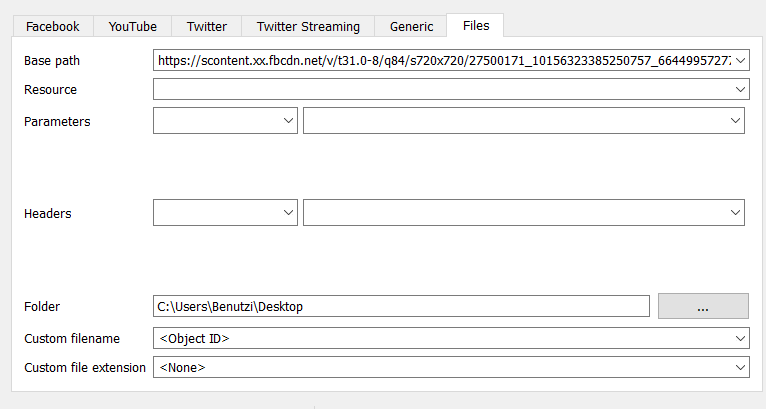 Facebook YouTube Twitter Twitter Streaming Generic Files
Base path https://scontent.xx.fbcdn.net/v/t31.0-8/q84/s720x720/27500171_10156323385250757_66449957277
Resource
Parameters
Headers
Folder C:\Users\Benutzi\Desktop ...
Custom filename <Object ID>
Custom file extension <None>